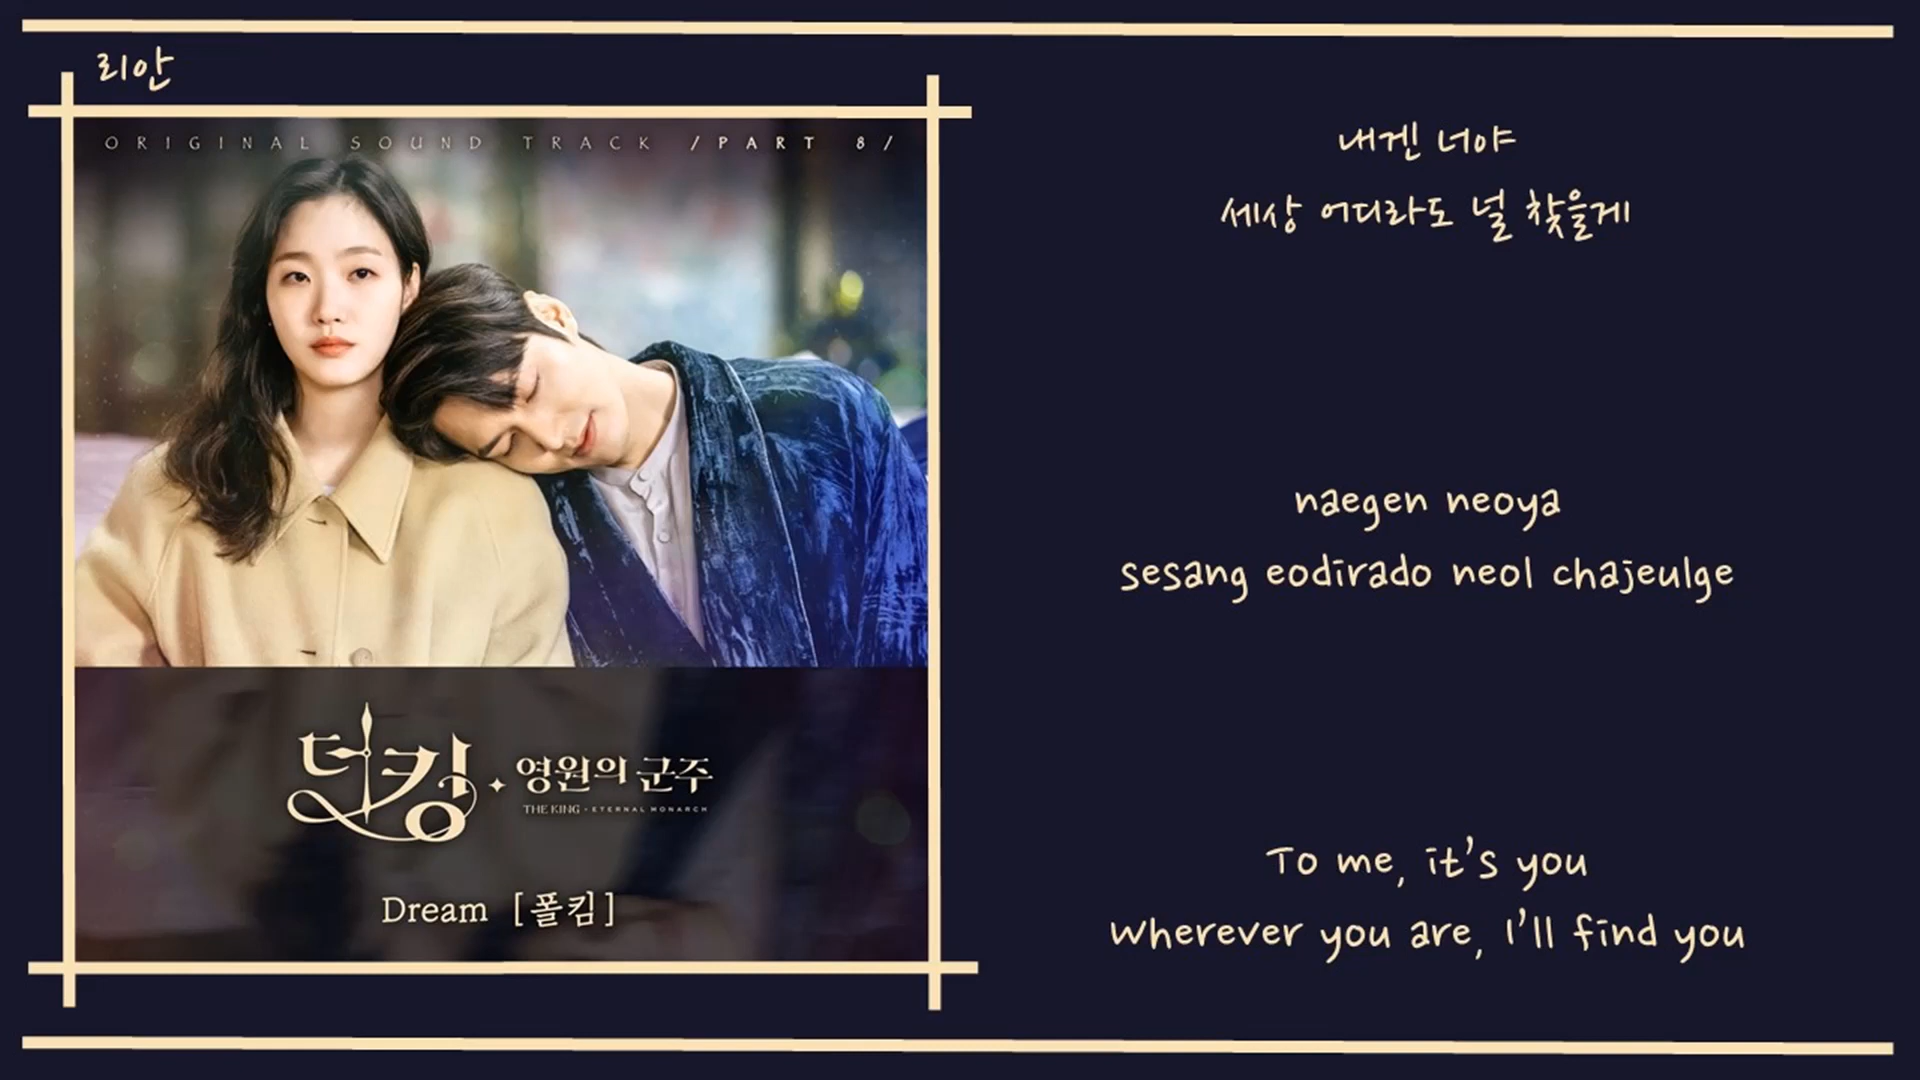 리안
ORIGINAL SOUND TRACK /PART 8/
더킹
영원의 군주
THE KING - ETERNAL MONARCH
Dream [폴킴]
내겐 너야
세상 어디라도 널 찾을게
naegen neoya
sesang eodirado neol chajeulge
To me, it's you
Wherever you are, I'll find you